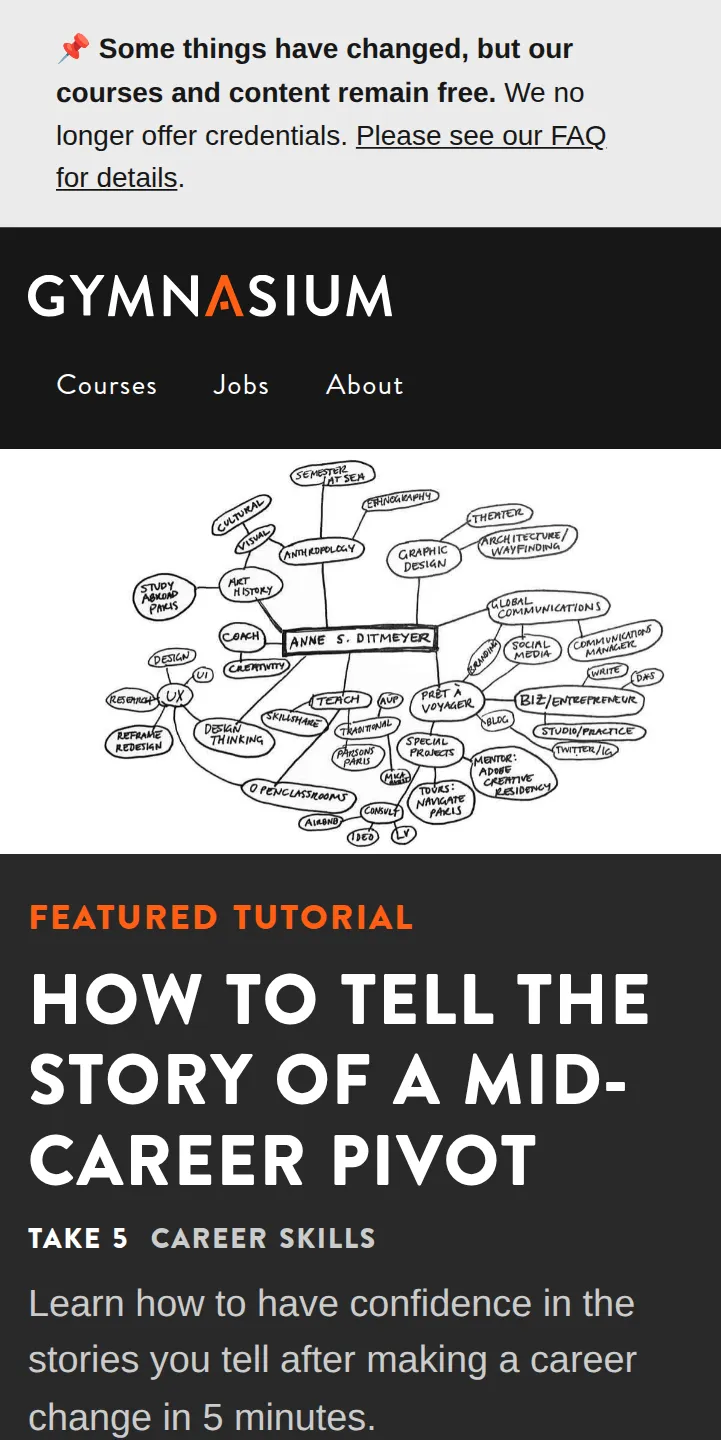 📌 Some things have changed, but our
courses and content remain free. We no
longer offer credentials. Please see our FAQ
for details.
GYMNASIUM
Courses Jobs About
SEMESTER
AT SEA
ETHNOGRAPHY
CULTURAL
VISUAL
ANTHROPOLOGY
THEATER
GRAPHIC
DESIGN
ARCHITECTURE/
WAYFINDING
STUDY
ABROAD
PARIS
ART
HISTORY
GLOBAL
COMMUNICATIONS
COACH
ANNE S. DITMEYER
CREATIVITY
BRANDING
SOCIAL
MEDIA
COMMUNICATIONS
MANAGER
DESIGN
UI
RESEARCH
UX
WRITE
DAS
TEACH
AUP
PRÊT À
VOYAGER
BIZ/ENTREPRENEUR
SKILLSHARE
TRADITIONAL
BLOG
STUDIO/PRACTICE
REFRAME
REDESIGN
DESIGN
THINKING
PARSONS
PARIS
SPECIAL
PROJECTS
TWITTER/IG
MENTOR:
ADOBE
CREATIVE
RESIDENCY
MICA
OPENCLASSROOMS
TOURS:
NAVIGATE
PARIS
CONSULT
AIRBNB
IDEO
LV
FEATURED TUTORIAL
HOW TO TELL THE
STORY OF A MID-
CAREER PIVOT
TAKE 5 CAREER SKILLS
Learn how to have confidence in the
stories you tell after making a career
change in 5 minutes.